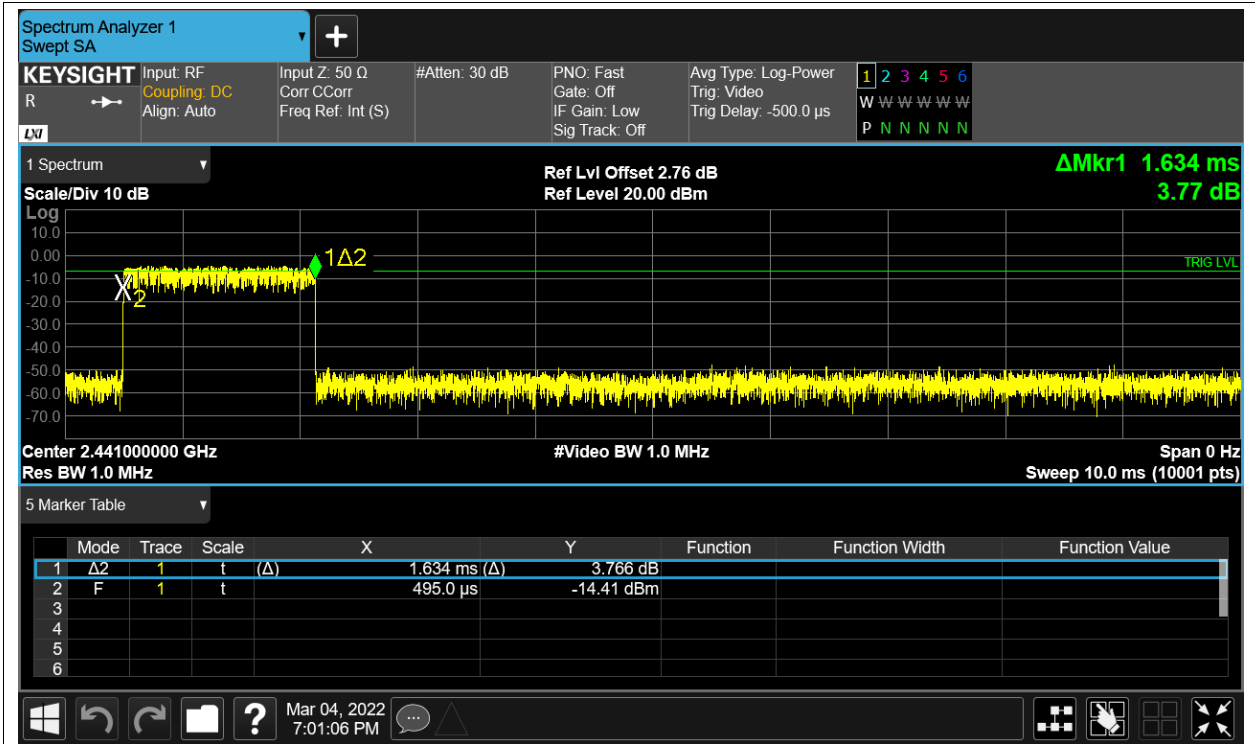 Spectrum Analyzer 1
Swept SA
+
KEYSIGHT Input: RF Input Z: 50 Ω #Atten: 30 dB PNO: Fast Avg Type: Log-Power 1 2 3 4 5 6
R Coupling: DC Corr CCorr Gate: Off Trig: Video W W W W W W
Align: Auto Freq Ref: Int (S) IF Gain: Low Trig Delay: -500.0 µs
LXI Sig Track: Off P N N N N N
1 Spectrum Ref Lvl Offset 2.76 dB ΔMkr1 1.634 ms
Scale/Div 10 dB Ref Level 20.00 dBm 3.77 dB
Log
10.0
0.00 1Δ2 TRIG LVL
-10.0
X2
-20.0
-30.0
-40.0
-50.0
-60.0
-70.0
Center 2.441000000 GHz #Video BW 1.0 MHz Span 0 Hz
Res BW 1.0 MHz Sweep 10.0 ms (10001 pts)
5 Marker Table
Mode Trace Scale X Y Function Function Width Function Value
1 Δ2 1 t (Δ) 1.634 ms (Δ) 3.766 dB
2 F 1 t 495.0 µs -14.41 dBm
3
4
5
6
? Mar 04, 2022
7:01:06 PM